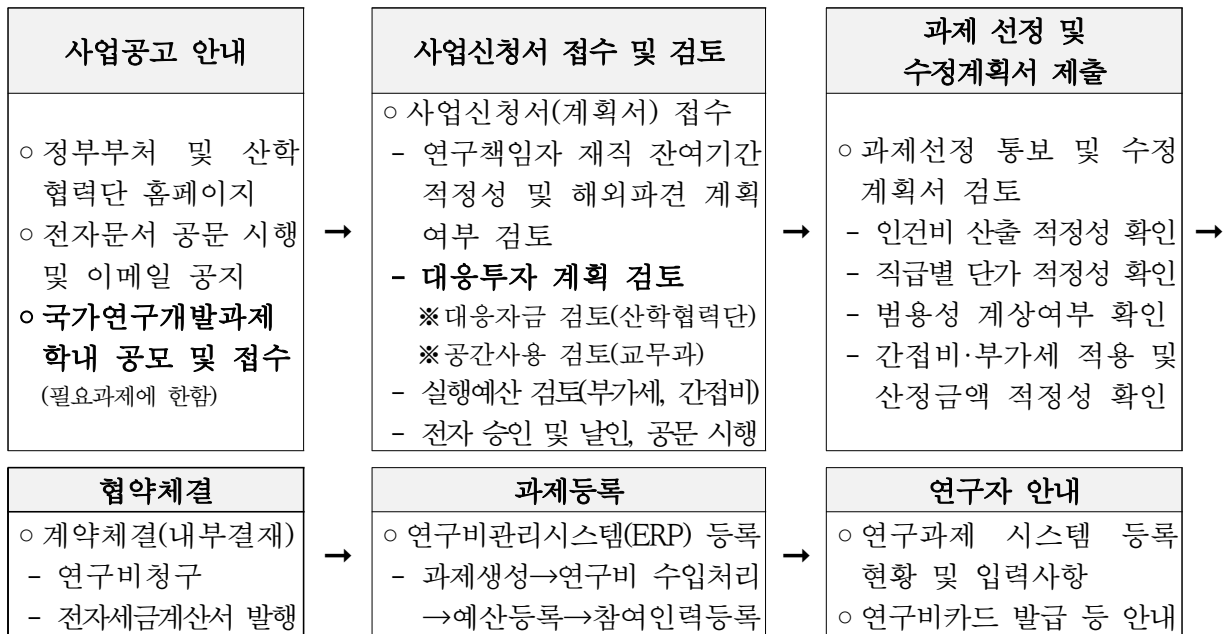 사업공고 안내
○ 정부부처 및 산학
협력단 홈페이지
○ 전자문서 공문 시행
및 이메일 공지
○ 국가연구개발과제
학내 공모 및 접수
(필요과제에 한함)
→
사업신청서 접수 및 검토
○ 사업신청서(계획서) 접수
- 연구책임자 재직 잔여기간
적정성 및 해외파견 계획
여부 검토
- 대응투자 계획 검토
※대응자금 검토(산학협력단)
※공간사용 검토(교무과)
- 실행예산 검토(부가세, 간접비)
- 전자 승인 및 날인, 공문 시행
→
과제 선정 및
수정계획서 제출
○ 과제선정 통보 및 수정
계획서 검토
- 인건비 산출 적정성 확인
- 직급별 단가 적정성 확인
- 범용성 계상여부 확인
- 간접비·부가세 적용 및
산정금액 적정성 확인
→
협약체결
○ 계약체결(내부결재)
- 연구비청구
- 전자세금계산서 발행
→
과제등록
○ 연구비관리시스템(ERP) 등록
- 과제생성→연구비 수입처리
→예산등록→참여인력등록
→
연구자 안내
○ 연구과제 시스템 등록
현황 및 입력사항
○ 연구비카드 발급 등 안내